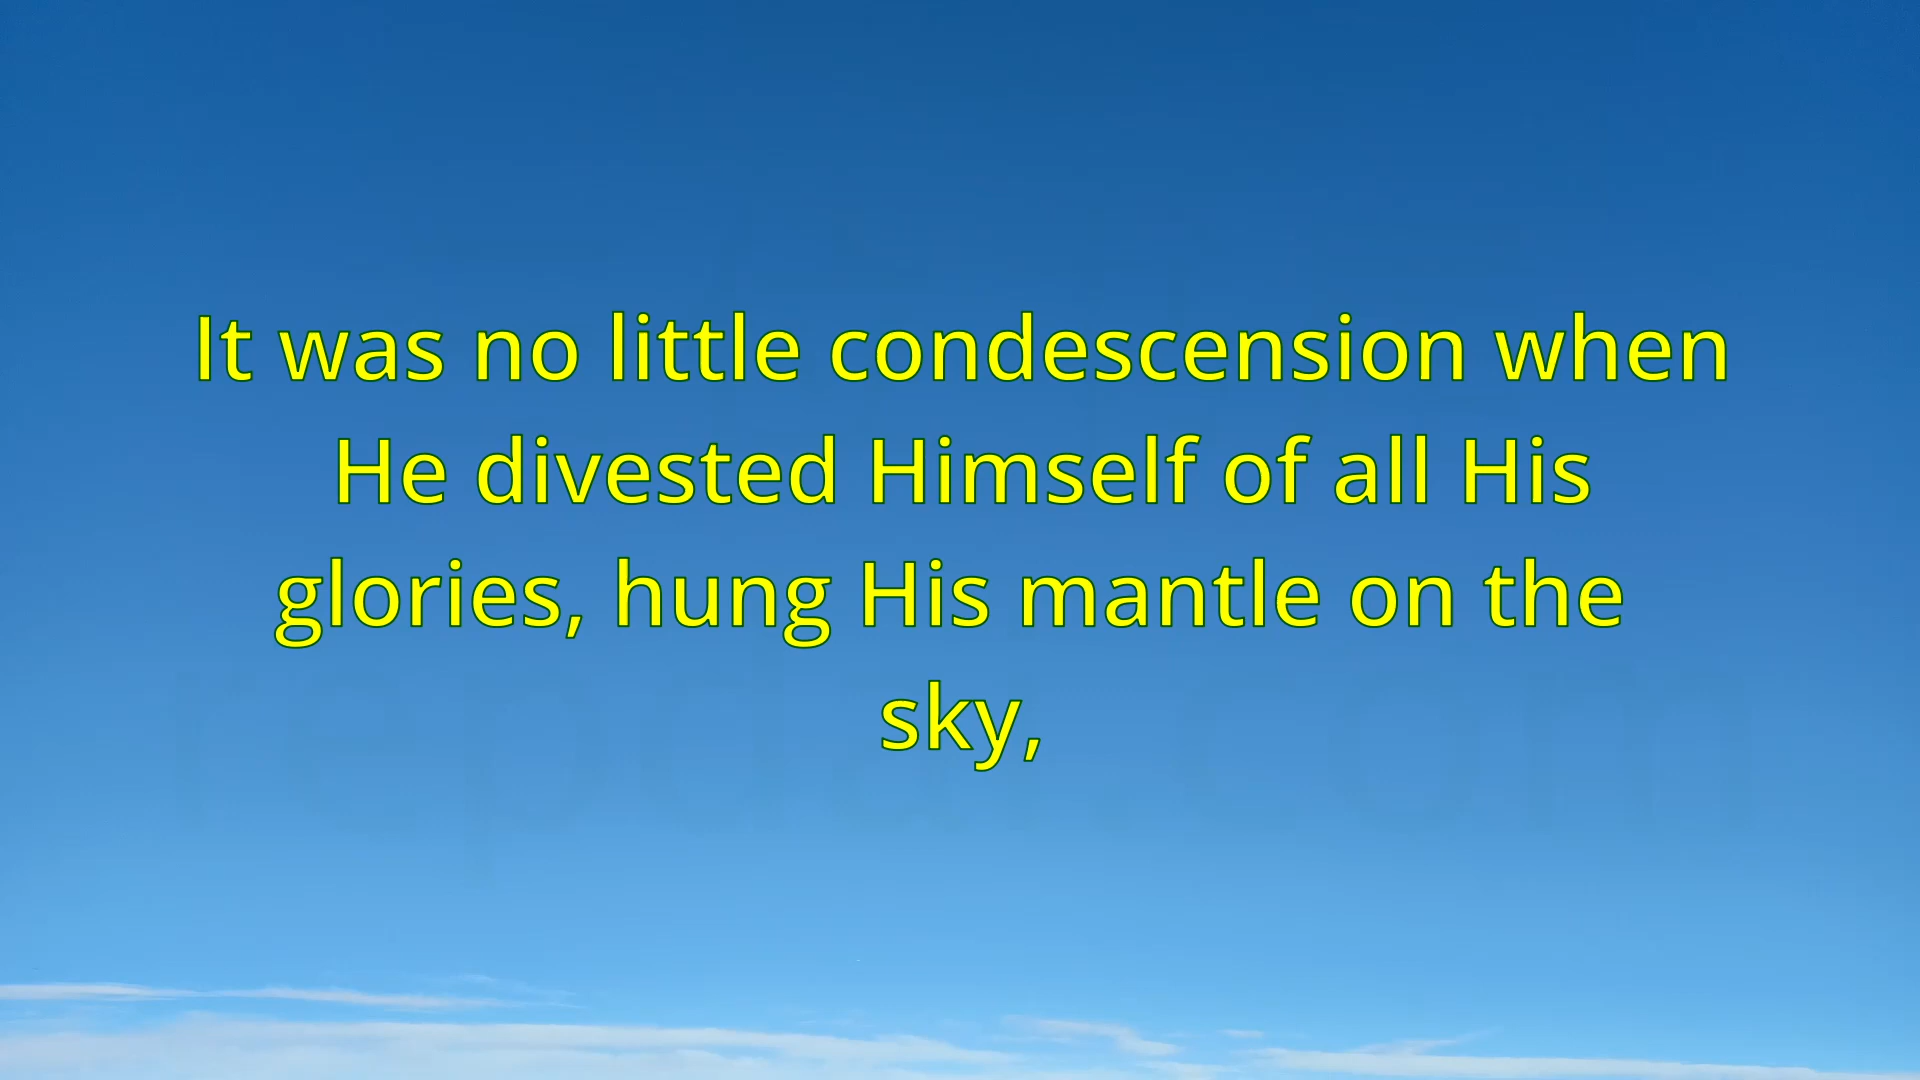 It was no little condescension when
He divested Himself of all His
glories, hung His mantle on the
sky,